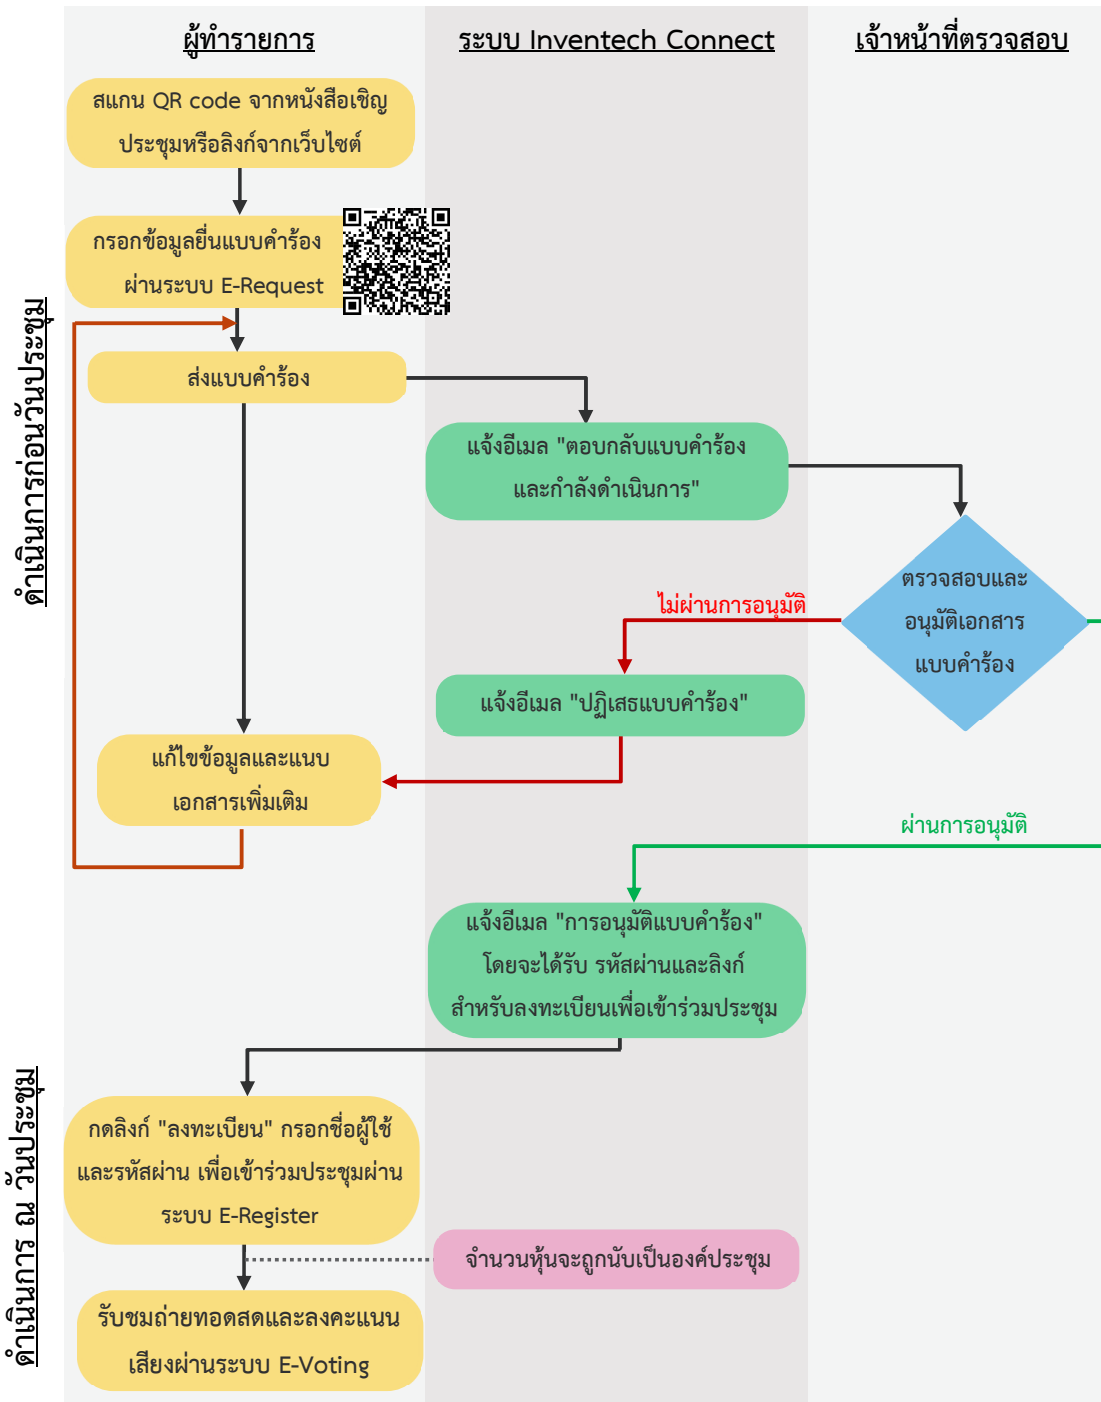 ผู้ทำรายการ
ระบบ Inventech Connect
เจ้าหน้าที่ตรวจสอบ
ดำเนินการก่อนวันประชุม
สแกน QR code จากหนังสือเชิญ
ประชุมหรือลิงก์จากเว็บไซต์
กรอกข้อมูลยื่นแบบคำร้อง
ผ่านระบบ E-Request
ส่งแบบคำร้อง
แจ้งอีเมล "ตอบกลับแบบคำร้อง
และกำลังดำเนินการ"
ตรวจสอบและ
อนุมัติเอกสาร
แบบคำร้อง
ไม่ผ่านการอนุมัติ
แจ้งอีเมล "ปฏิเสธแบบคำร้อง"
แก้ไขข้อมูลและแนบ
เอกสารเพิ่มเติม
ผ่านการอนุมัติ
แจ้งอีเมล "การอนุมัติแบบคำร้อง"
โดยจะได้รับ รหัสผ่านและลิงก์
สำหรับลงทะเบียนเพื่อเข้าร่วมประชุม
ดำเนินการ ณ วันประชุม
กดลิงก์ "ลงทะเบียน" กรอกชื่อผู้ใช้
และรหัสผ่าน เพื่อเข้าร่วมประชุมผ่าน
ระบบ E-Register
จำนวนหุ้นจะถูกนับเป็นองค์ประชุม
รับชมถ่ายทอดสดและลงคะแนน
เสียงผ่านระบบ E-Voting